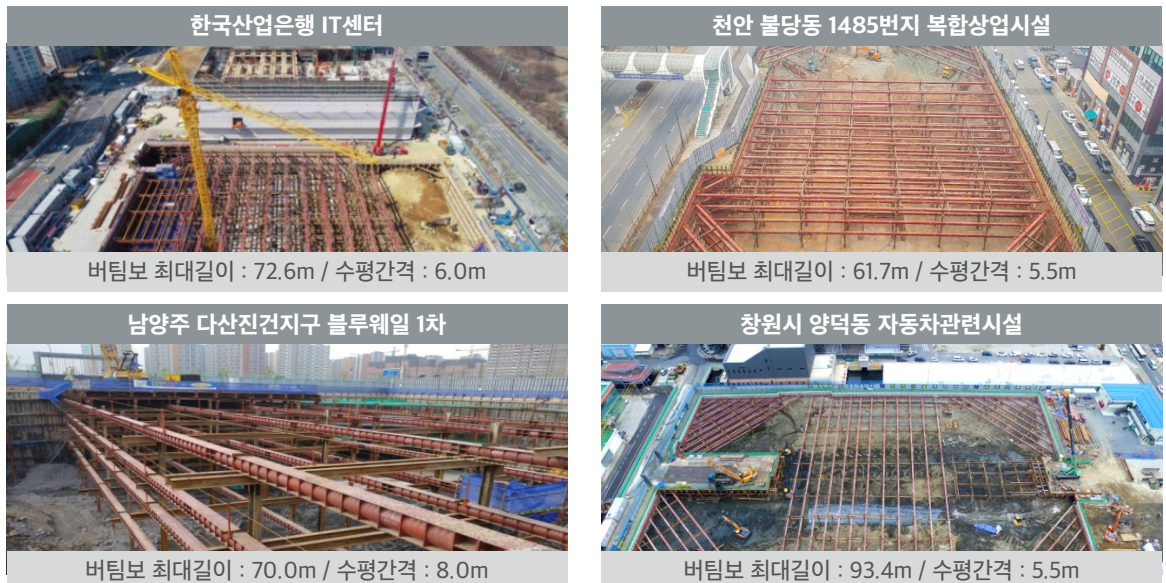 한국산업은행 IT센터
천안 불당동 1485번지 복합상업시설
버팀보 최대길이 : 72.6m / 수평간격 : 6.0m
버팀보 최대길이 : 61.7m / 수평간격 : 5.5m
남양주 다산진건지구 블루웨일 1차
창원시 양덕동 자동차관련시설
버팀보 최대길이 : 70.0m / 수평간격 : 8.0m
버팀보 최대길이 : 93.4m / 수평간격 : 5.5m